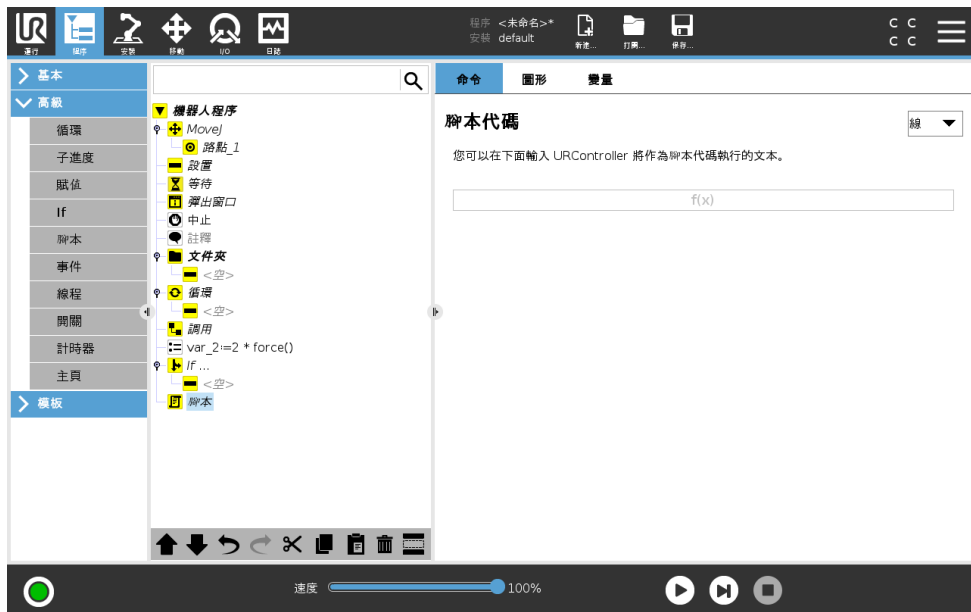 運行 程序 安裝 移動 I/O 日誌
程序 <未命名>*
安裝 default
新建... 打開... 保存...
C C
C C
基本
高級
循環
子進度
賦值
If
腳本
事件
線程
開關
計時器
主頁
模板
機器人程序
MoveJ
路點_1
設置
等待
彈出窗口
中止
註釋
文件夾
<空>
循環
<空>
調用
var_2:=2 * force()
If ...
<空>
腳本
命令 圖形 變量
腳本代碼
線
您可以在下面輸入 URController 將作為腳本代碼執行的文本。
f(x)
速度 100%